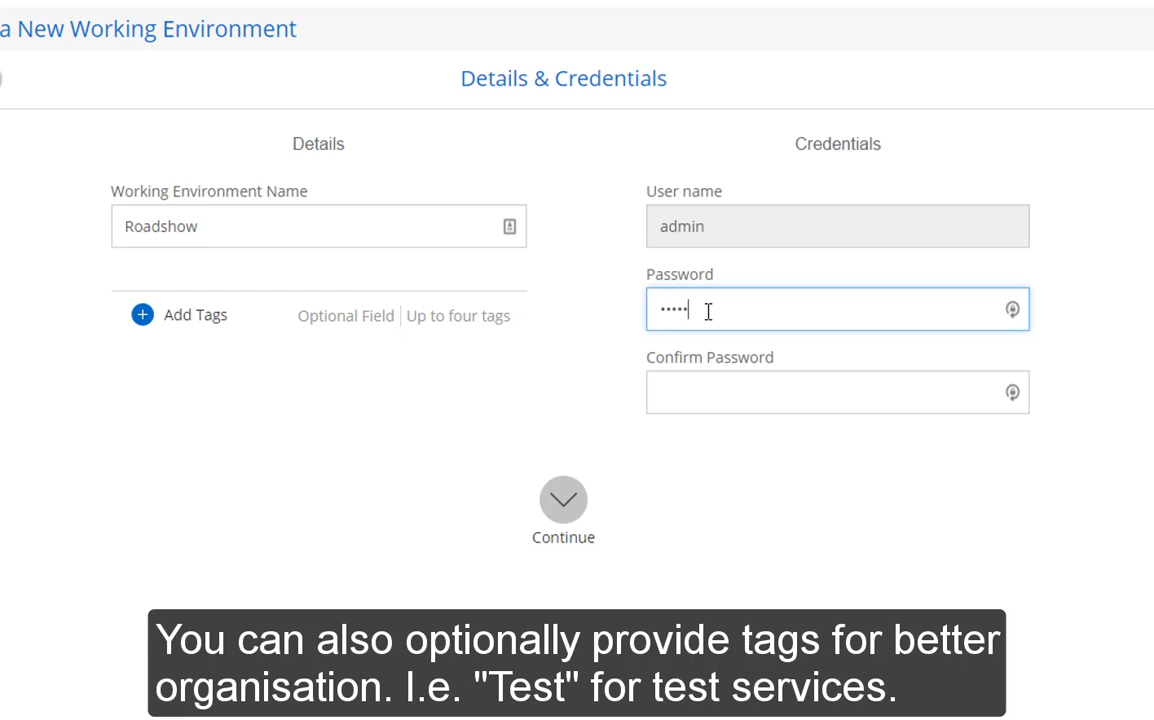 a New Working Environment
Details & Credentials
Details
Credentials
Working Environment Name
Roadshow
User name
admin
Password
•••••
Confirm Password
Add Tags
Optional Field | Up to four tags
Continue
You can also optionally provide tags for better
organisation. I.e. "Test" for test services.